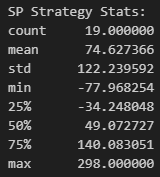 SP Strategy Stats:
count 19.000000
mean 74.627366
std 122.239592
min -77.968254
25% -34.248048
50% 49.072727
75% 140.083051
max 298.000000